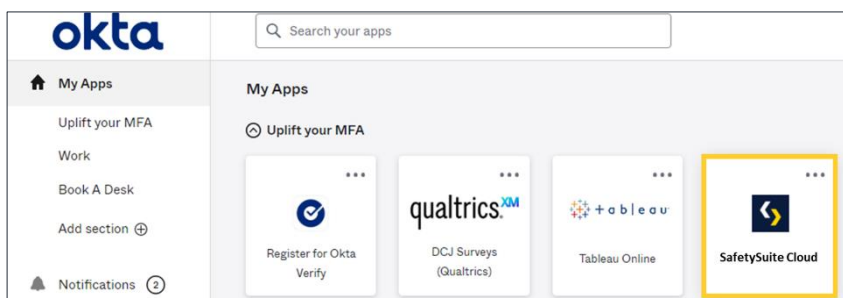 okta
Search your apps
My Apps
Uplift your MFA
Work
Book A Desk
Add section
Notifications 2
My Apps
Uplift your MFA
Register for Okta
Verify
qualtrics.XM
DCJ Surveys
(Qualtrics)
+ a b l e a u
Tableau Online
SafetySuite Cloud